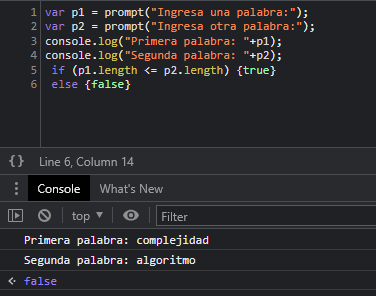 1 var p1 = prompt("Ingresa una palabra:");
2 var p2 = prompt("Ingresa otra palabra:");
3 console.log("Primera palabra: "+p1);
4 console.log("Segunda palabra: "+p2);
5 if (p1.length <= p2.length) {true}
6 else {false}
{} Line 6, Column 14
Console What's New
top Filter
Primera palabra: complejidad
Segunda palabra: algoritmo
false